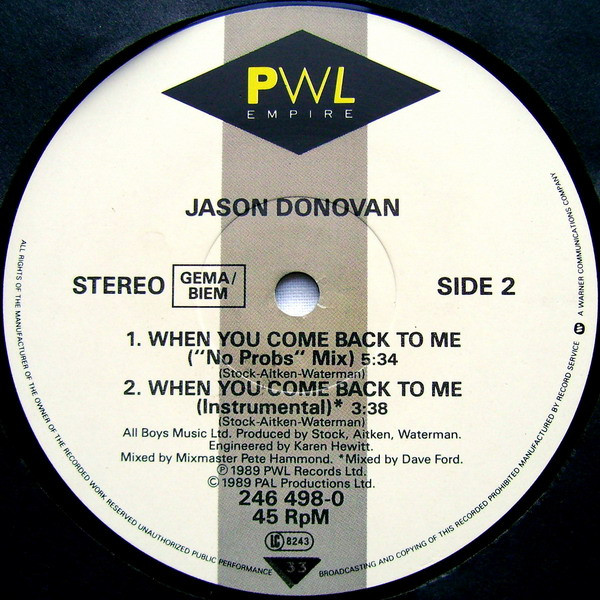 PWL
EMPIRE
JASON DONOVAN
STEREO
GEMA/
BIEM
SIDE 2
1. WHEN YOU COME BACK TO ME
("No Probs" Mix) 5:34
(Stock-Aitken-Waterman)
2. WHEN YOU COME BACK TO ME
(Instrumental)* 3:38
(Stock-Aitken-Waterman)
All Boys Music Ltd. Produced by Stock, Aitken, Waterman.
Engineered by Karen Hewitt.
Mixed by Mixmaster Pete Hammond. *Mixed by Dave Ford.
℗ 1989 PWL Records Ltd.
© 1989 PAL Productions Ltd.
246 498-0
45 RpM
LC 8243
33
ALL RIGHTS OF THE MANUFACTURER OF THE OWNER OF THE RECORDED WORK RESERVED UNAUTHORIZED PUBLIC PERFORMANCE BROADCASTING AND COPYING OF THIS RECORD PROHIBITED MANUFACTURED BY RECORD SERVICE A WARNER COMMUNICATIONS COMPANY